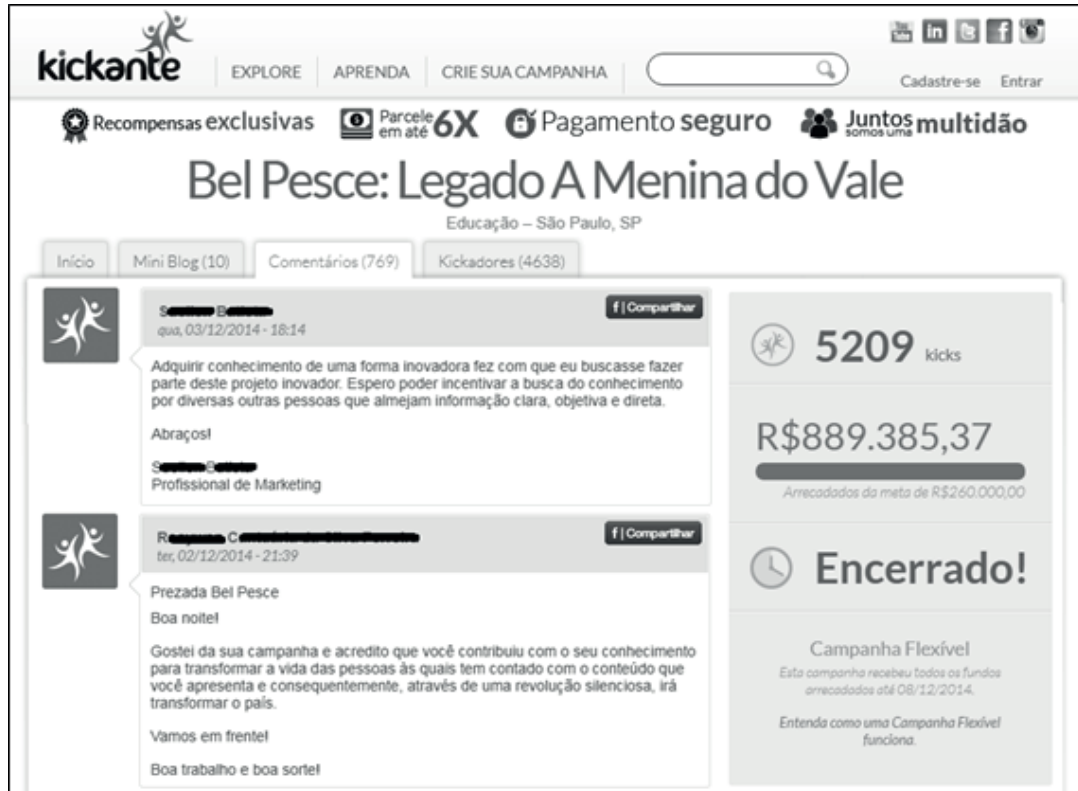 kickante
EXPLORE
APRENDA
CRIE SUA CAMPANHA
You Tube
in
f
Cadastre-se
Entrar
Recompensas exclusivas
Parcele em até 6X
Pagamento seguro
Juntos somos uma multidão
Bel Pesce: Legado A Menina do Vale
Educação – São Paulo, SP
Início
Mini Blog (10)
Comentários (769)
Kickadores (4638)
f | Compartilhar
qua, 03/12/2014 - 18:14
Adquirir conhecimento de uma forma inovadora fez com que eu buscasse fazer
parte deste projeto inovador. Espero poder incentivar a busca do conhecimento
por diversas outras pessoas que almejam informação clara, objetiva e direta.
Abraços!
Profissional de Marketing
f | Compartilhar
ter, 02/12/2014 - 21:39
Prezada Bel Pesce
Boa noite!
Gostei da sua campanha e acredito que você contribuiu com o seu conhecimento
para transformar a vida das pessoas às quais tem contado com o conteúdo que
você apresenta e consequentemente, através de uma revolução silenciosa, irá
transformar o país.
Vamos em frente!
Boa trabalho e boa sorte!
5209 kicks
R$889.385,37
Arrecadados da meta de R$260.000,00
Encerrado!
Campanha Flexível
Esta campanha recebeu todos os fundos
arrecadados até 08/12/2014.
Entenda como uma Campanha Flexível
funciona.